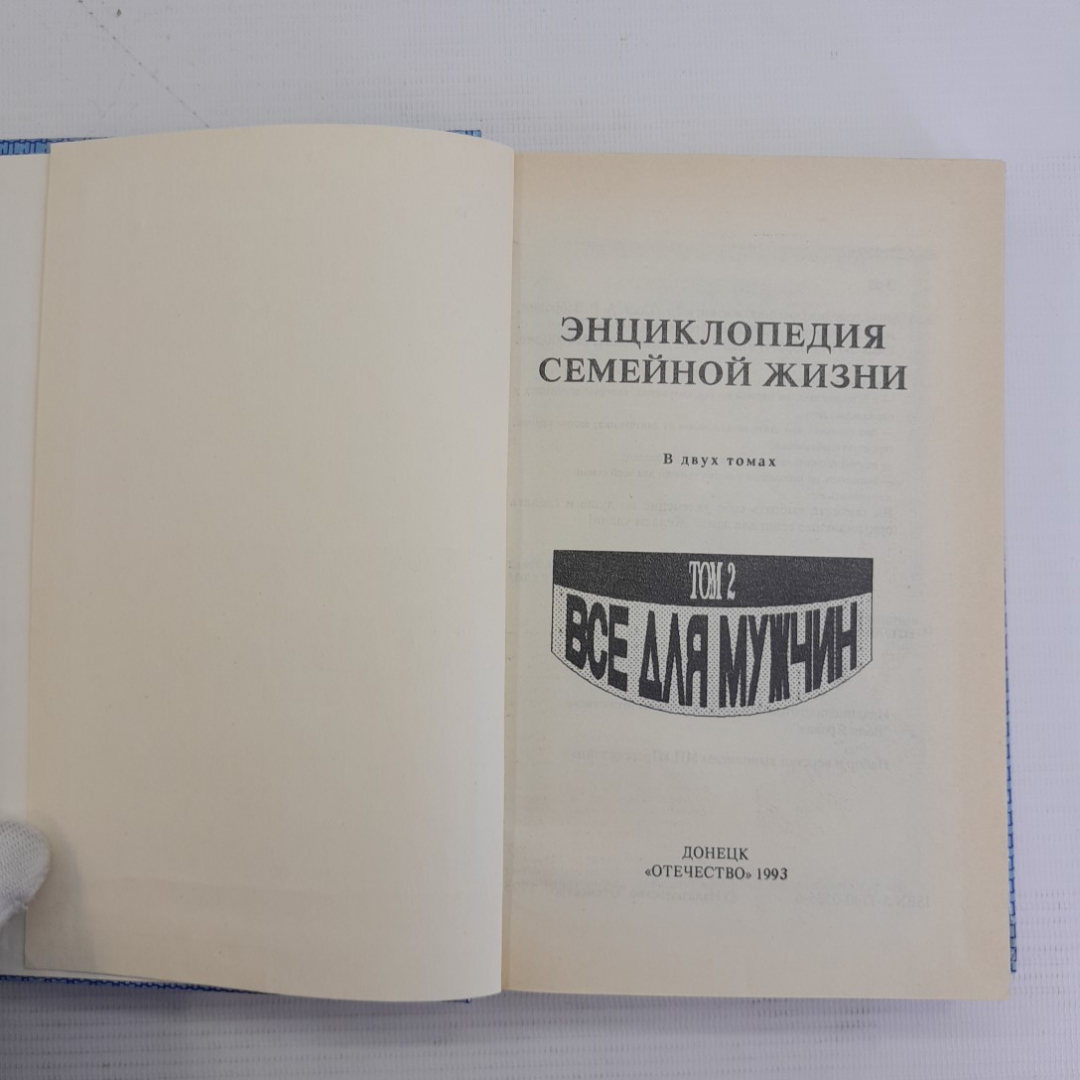 ЭНЦИКЛОПЕДИЯ
СЕМЕЙНОЙ ЖИЗНИ
В двух томах
ТОМ 2
ВСЕ ДЛЯ МУЖЧИН
ДОНЕЦК
«ОТЕЧЕСТВО» 1993